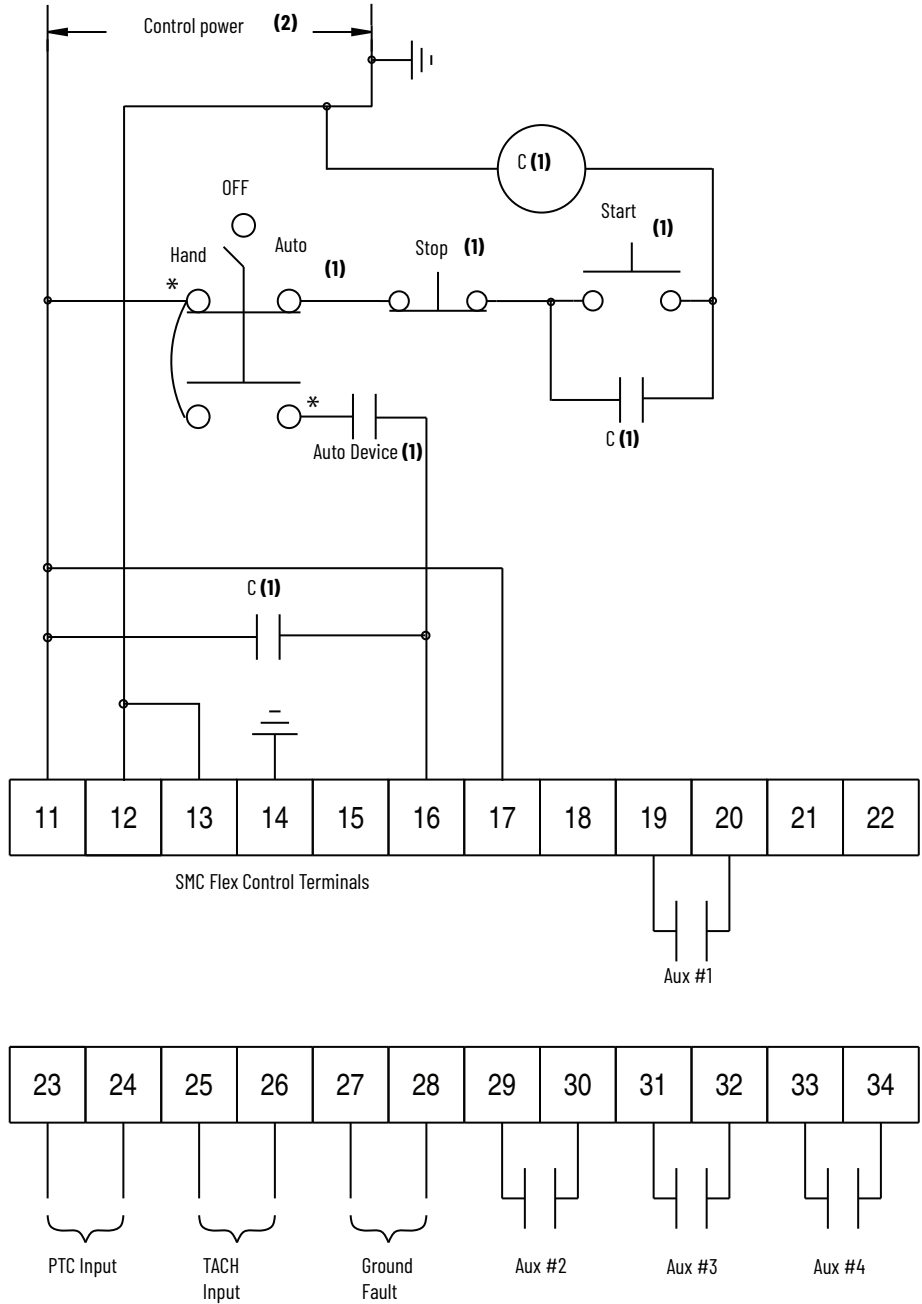 Control power (2)
C (1)
OFF
Start
(1)
Hand
Auto
(1)
Stop (1)
*
*
Auto Device (1)
C (1)
C (1)
11 12 13 14 15 16 17 18 19 20 21 22
SMC Flex Control Terminals
Aux #1
23 24 25 26 27 28 29 30 31 32 33 34
PTC Input
TACH
Input
Ground
Fault
Aux #2
Aux #3
Aux #4